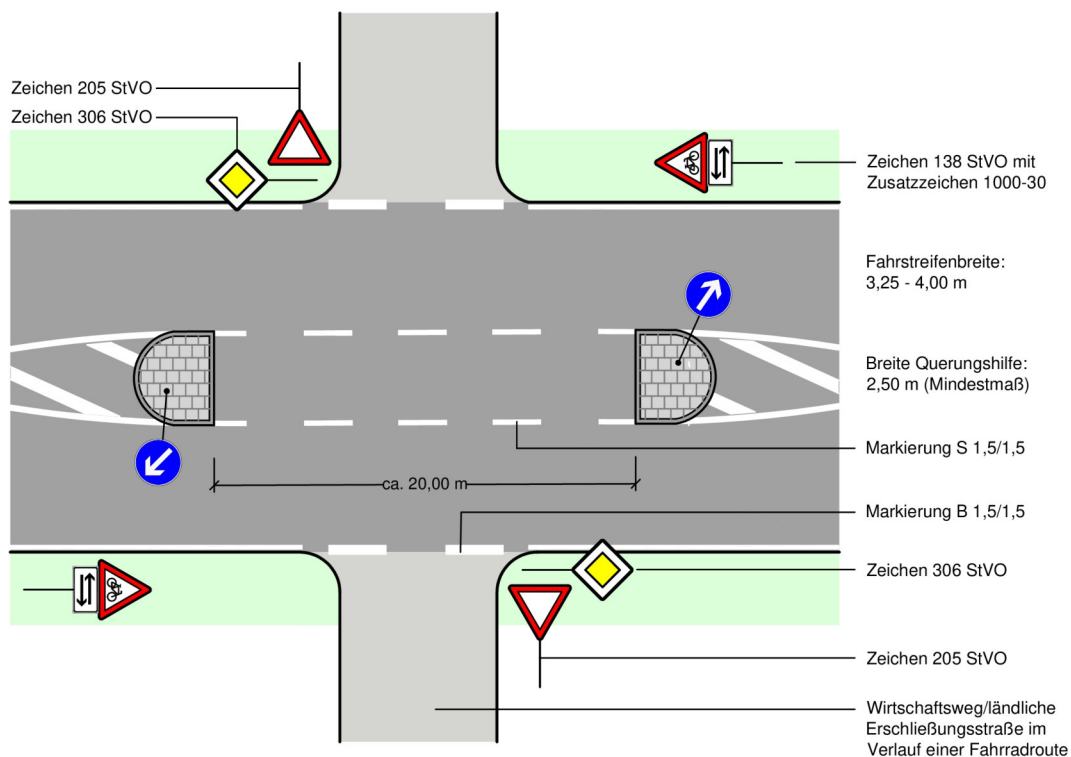 Zeichen 205 StVO
Zeichen 306 StVO
Zeichen 138 StVO mit
Zusatzzeichen 1000-30
Fahrstreifenbreite:
3,25 - 4,00 m
Breite Querungshilfe:
2,50 m (Mindestmaß)
Markierung S 1,5/1,5
ca. 20,00 m
Markierung B 1,5/1,5
Zeichen 306 StVO
Zeichen 205 StVO
Wirtschaftsweg/ländliche
Erschließungsstraße im
Verlauf einer Fahrradroute